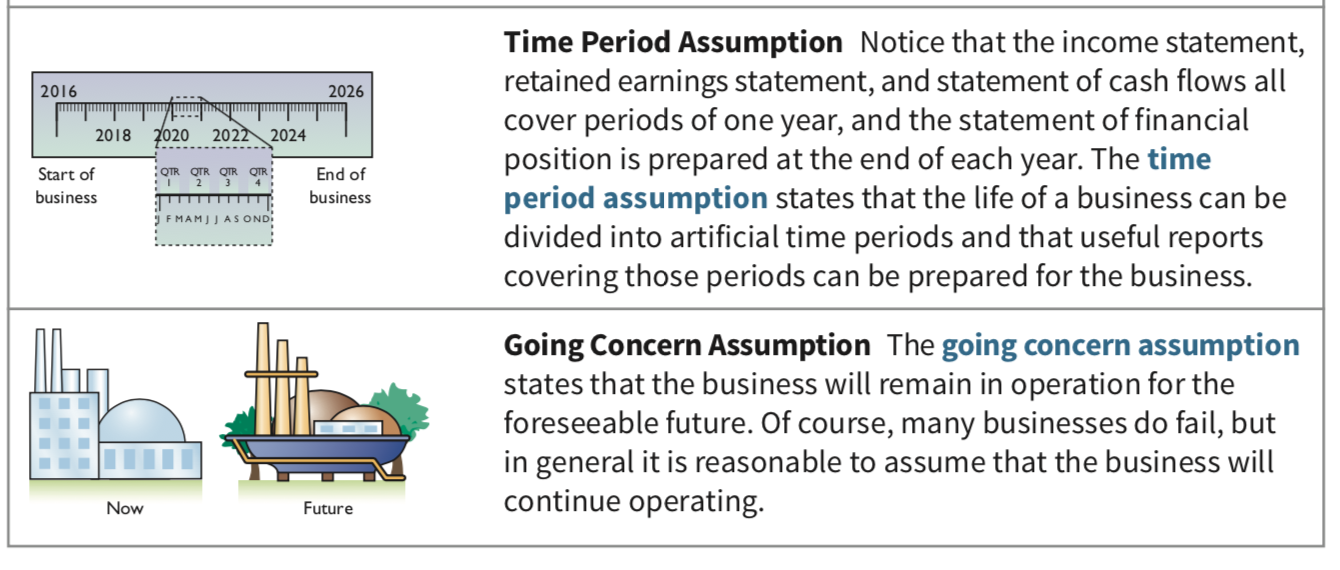 2016 2026
2018 2020 2022 2024
Start of
business
QTR QTR QTR QTR
1 2 3 4
J F M A M J J A S O N D
End of
business
Time Period Assumption Notice that the income statement,
retained earnings statement, and statement of cash flows all
cover periods of one year, and the statement of financial
position is prepared at the end of each year. The time
period assumption states that the life of a business can be
divided into artificial time periods and that useful reports
covering those periods can be prepared for the business.
Now Future
Going Concern Assumption The going concern assumption
states that the business will remain in operation for the
foreseeable future. Of course, many businesses do fail, but
in general it is reasonable to assume that the business will
continue operating.